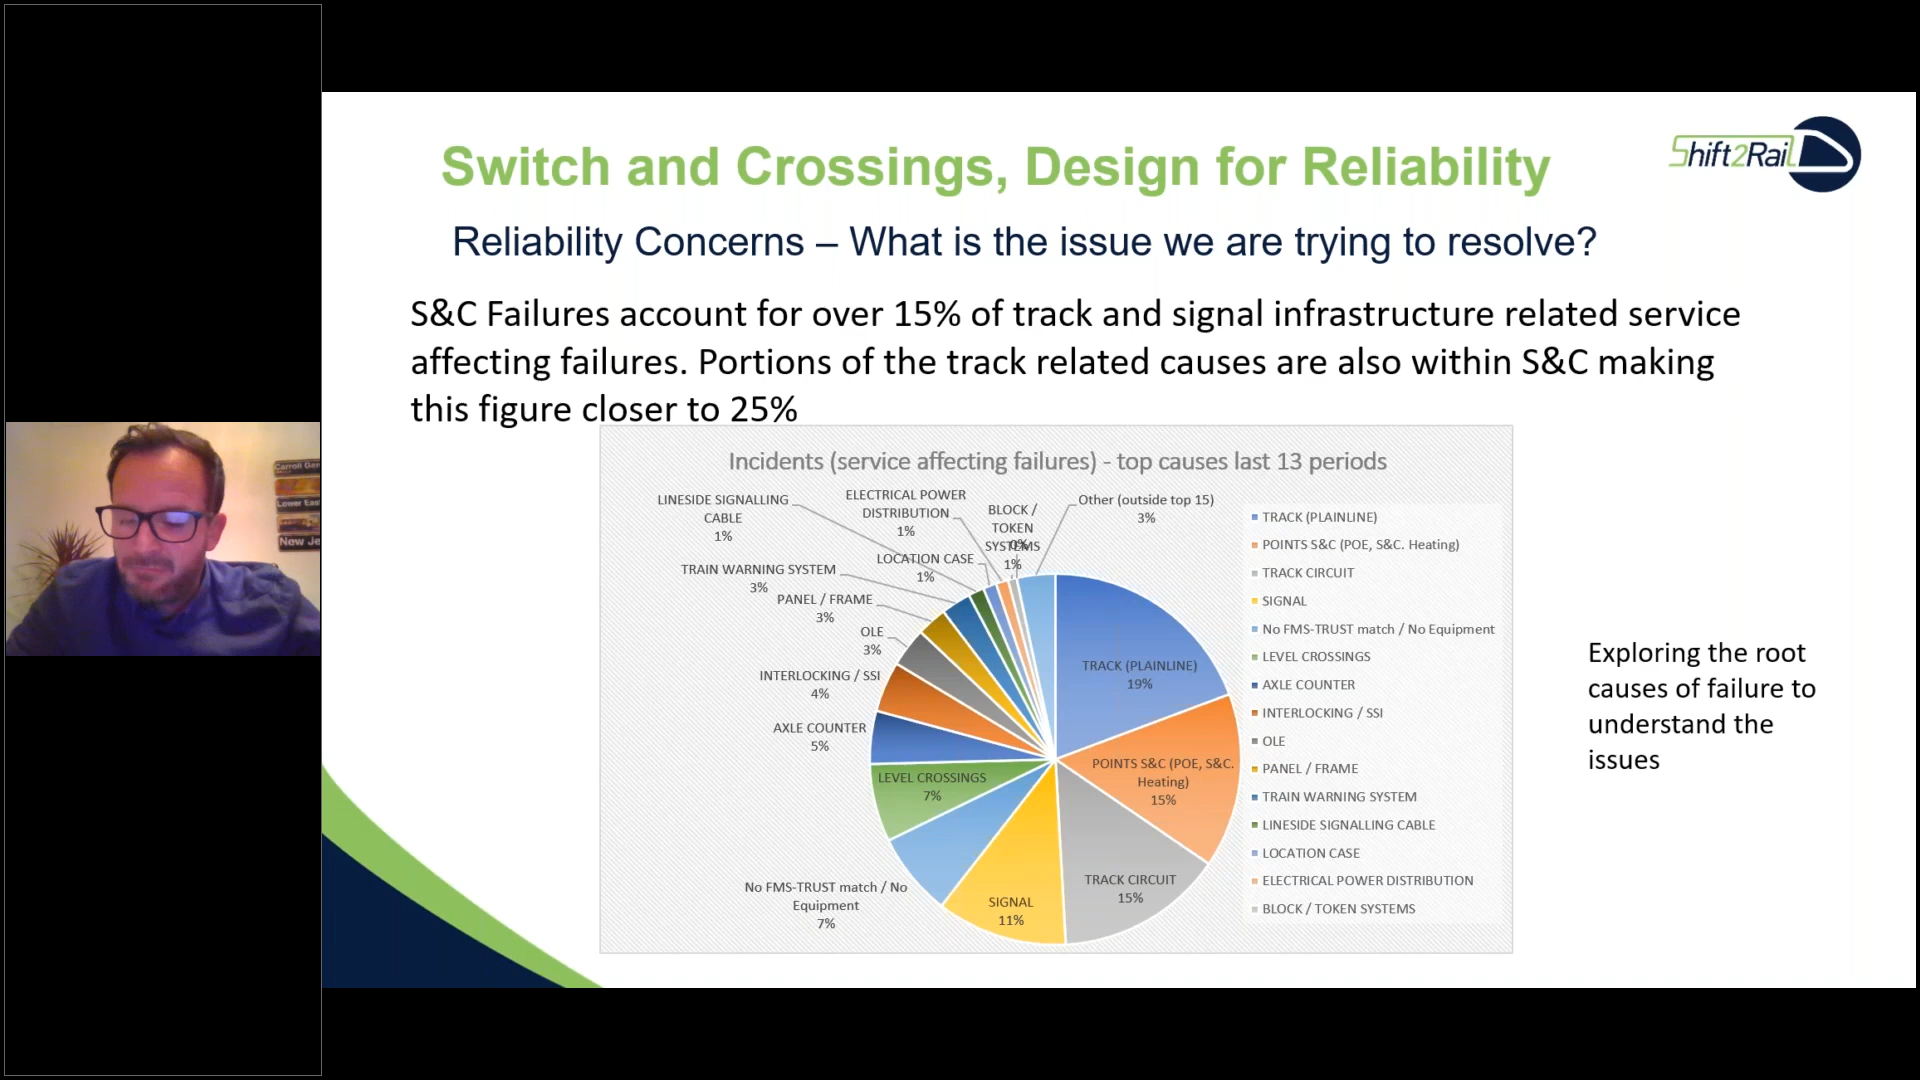 Shift2Rail
Switch and Crossings, Design for Reliability
Reliability Concerns – What is the issue we are trying to resolve?
S&C Failures account for over 15% of track and signal infrastructure related service
affecting failures. Portions of the track related causes are also within S&C making
this figure closer to 25%
Incidents (service affecting failures) - top causes last 13 periods
LINESIDE SIGNALLING
CABLE
1%
ELECTRICAL POWER
DISTRIBUTION
1%
BLOCK /
TOKEN
SYSTEMS
0%
1%
Other (outside top 15)
3%
LOCATION CASE
1%
TRAIN WARNING SYSTEM
3%
PANEL / FRAME
3%
OLE
3%
INTERLOCKING / SSI
4%
AXLE COUNTER
5%
LEVEL CROSSINGS
7%
No FMS-TRUST match / No
Equipment
7%
SIGNAL
11%
TRACK CIRCUIT
15%
POINTS S&C (POE, S&C.
Heating)
15%
TRACK (PLAINLINE)
19%
TRACK (PLAINLINE)
POINTS S&C (POE, S&C. Heating)
TRACK CIRCUIT
SIGNAL
No FMS-TRUST match / No Equipment
LEVEL CROSSINGS
AXLE COUNTER
INTERLOCKING / SSI
OLE
PANEL / FRAME
TRAIN WARNING SYSTEM
LINESIDE SIGNALLING CABLE
LOCATION CASE
ELECTRICAL POWER DISTRIBUTION
BLOCK / TOKEN SYSTEMS
Exploring the root
causes of failure to
understand the
issues
Carroll Gar
Lower Eas
New Je